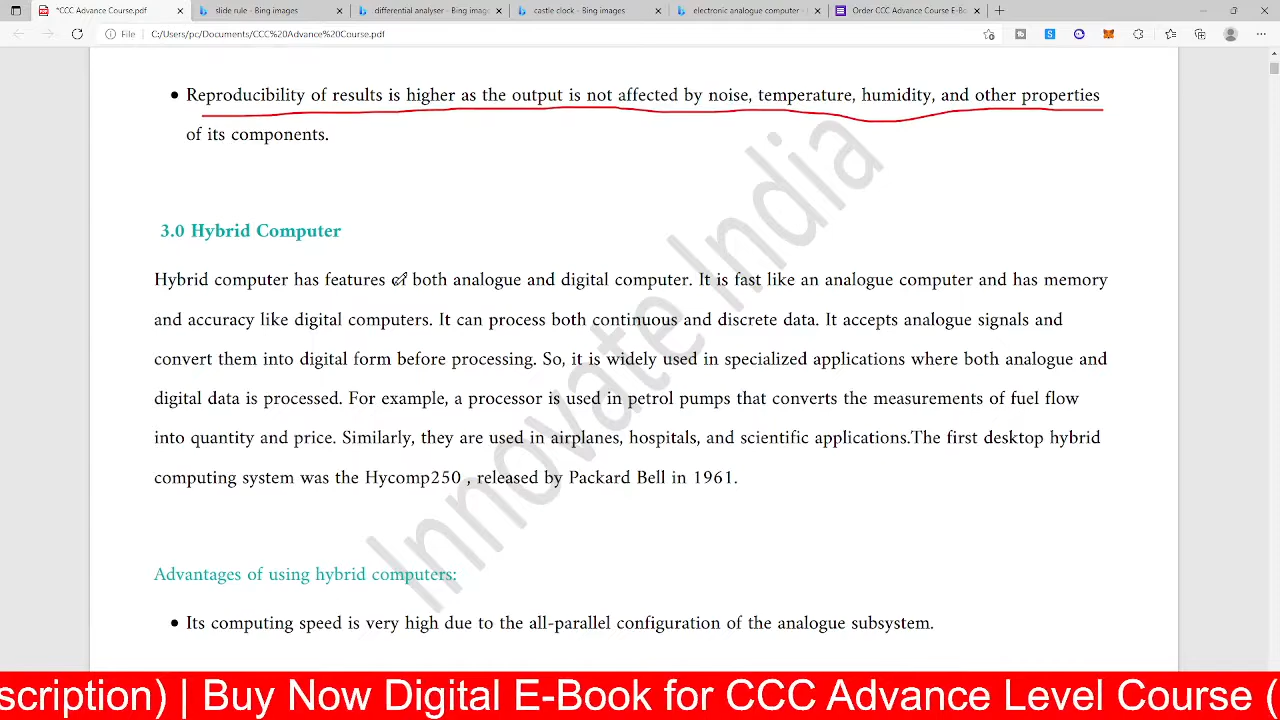 *CCC Advance Course.pdf
slide rule - Bing images
differential analyser - Bing image
castle clock - Bing images
electronic analogue computer -
Order CCC Advance Course E-B
File
C:/Users/pc/Documents/CCC%20Advance%20Course.pdf
• Reproducibility of results is higher as the output is not affected by noise, temperature, humidity, and other properties
of its components.
3.0 Hybrid Computer
Hybrid computer has features both analogue and digital computer. It is fast like an analogue computer and has memory
and accuracy like digital computers. It can process both continuous and discrete data. It accepts analogue signals and
convert them into digital form before processing. So, it is widely used in specialized applications where both analogue and
digital data is processed. For example, a processor is used in petrol pumps that converts the measurements of fuel flow
into quantity and price. Similarly, they are used in airplanes, hospitals, and scientific applications.The first desktop hybrid
computing system was the Hycomp250 , released by Packard Bell in 1961.
Innovate India
Advantages of using hybrid computers:
• Its computing speed is very high due to the all-parallel configuration of the analogue subsystem.
scription) | Buy Now Digital E-Book for CCC Advance Level Course (